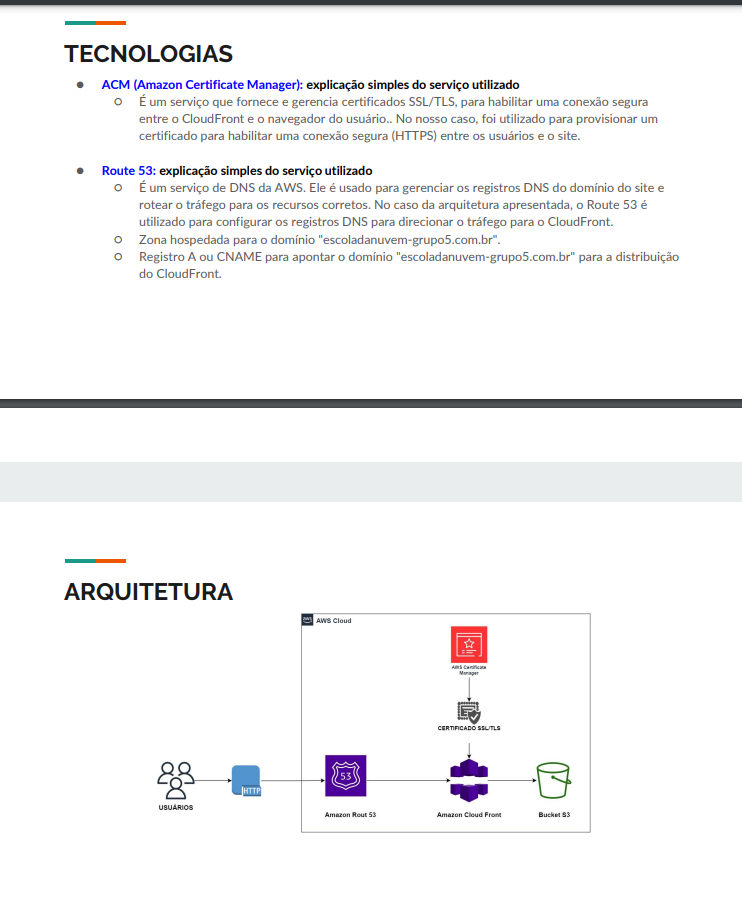 TECNOLOGIAS
ACM (Amazon Certificate Manager): explicação simples do serviço utilizado
É um serviço que fornece e gerencia certificados SSL/TLS, para habilitar uma conexão segura
entre o CloudFront e o navegador do usuário.. No nosso caso, foi utilizado para provisionar um
certificado para habilitar uma conexão segura (HTTPS) entre os usuários e o site.
Route 53: explicação simples do serviço utilizado
É um serviço de DNS da AWS. Ele é usado para gerenciar os registros DNS do domínio do site e
rotear o tráfego para os recursos corretos. No caso da arquitetura apresentada, o Route 53 é
utilizado para configurar os registros DNS para direcionar o tráfego para o CloudFront.
Zona hospedada para o domínio "escoladanuvem-grupo5.com.br".
Registro A ou CNAME para apontar o domínio "escoladanuvem-grupo5.com.br" para a distribuição
do CloudFront.
ARQUITETURA
aws
AWS Cloud
AWS Certificate
Manager
CERTIFICADO SSL/TLS
HTTP
53
USUÁRIOS
Amazon Rout 53
Amazon Cloud Front
Bucket S3